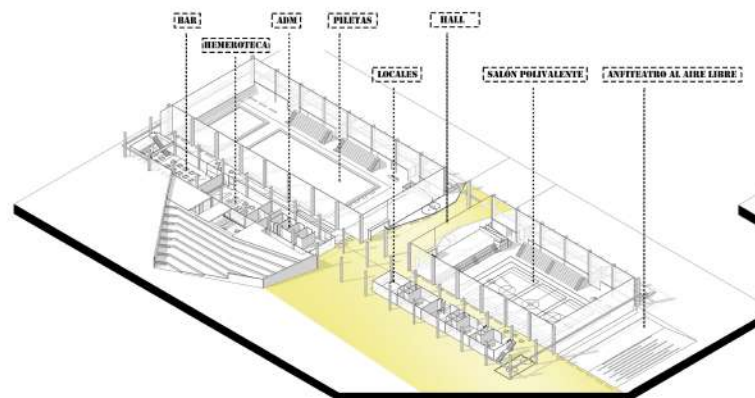 BAR
HEMEROTECA
ADM
PILETAS
LOCALES
HALL
SALÓN POLIVALENTE
ANFITEATRO AL AIRE LIBRE